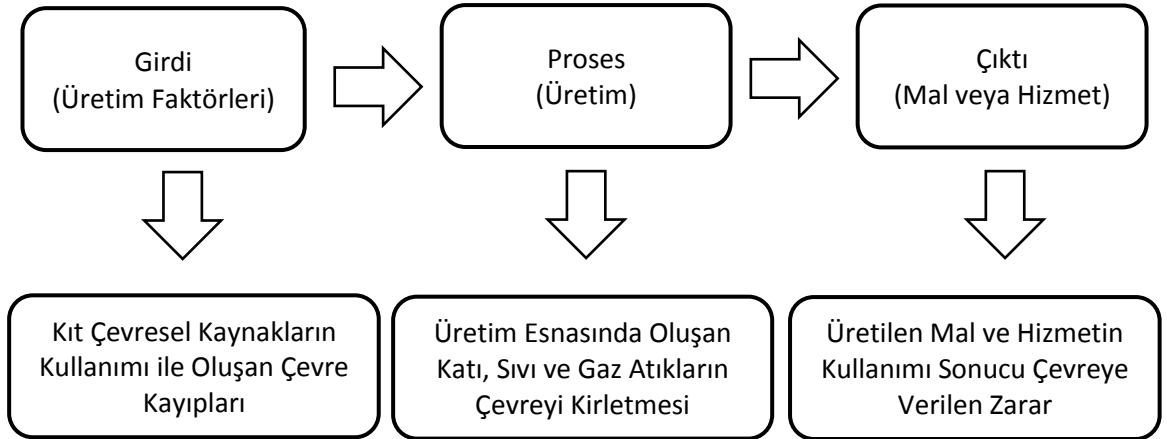 Girdi
(Üretim Faktörleri)
Proses
(Üretim)
Çıktı
(Mal veya Hizmet)
Kıt Çevresel Kaynakların
Kullanımı ile Oluşan Çevre
Kayıpları
Üretim Esnasında Oluşan
Katı, Sıvı ve Gaz Atıkların
Çevreyi Kirletmesi
Üretilen Mal ve Hizmetin
Kullanımı Sonucu Çevreye
Verilen Zarar